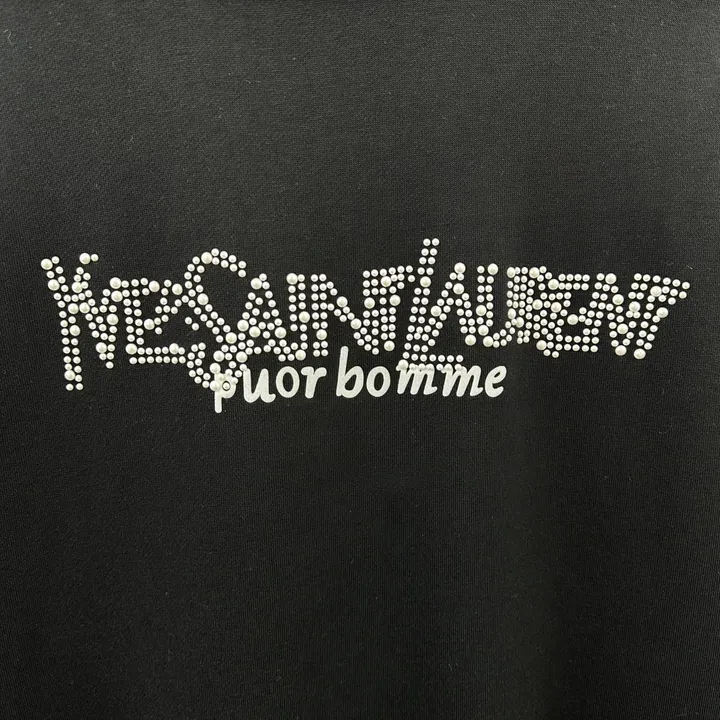 YVESSAINTLAURENT
puor bomme